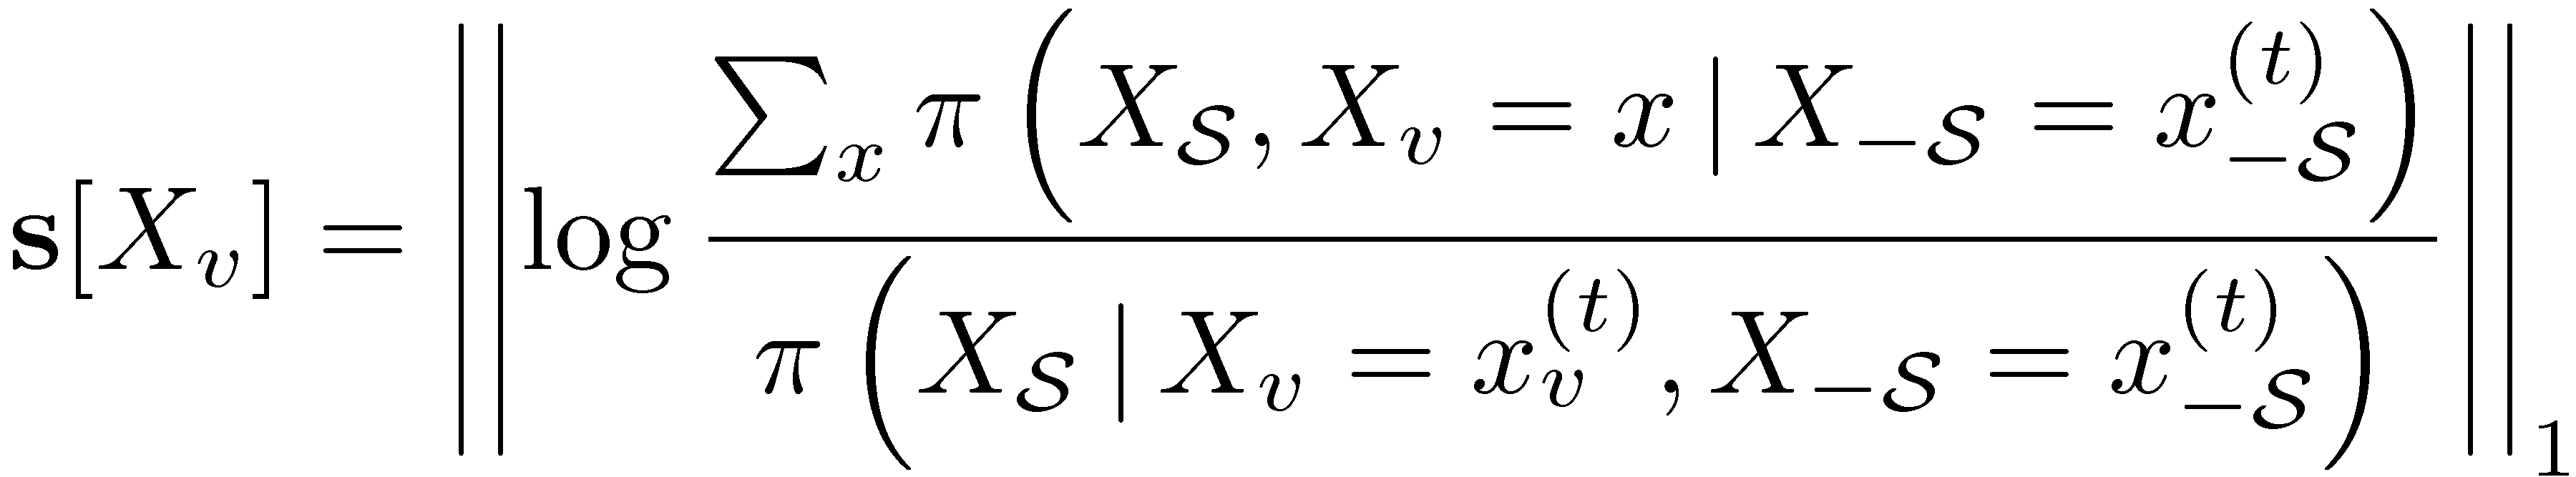 \mathbf{s}[X_v] = \left\| \log \frac{\sum_x \pi \left( X_{\mathcal{S}}, X_v = x \mid X_{-\mathcal{S}} = x_{-\mathcal{S}}^{(t)} \right)}{\pi \left( X_{\mathcal{S}} \mid X_v = x_v^{(t)}, X_{-\mathcal{S}} = x_{-\mathcal{S}}^{(t)} \right)} \right\|_1